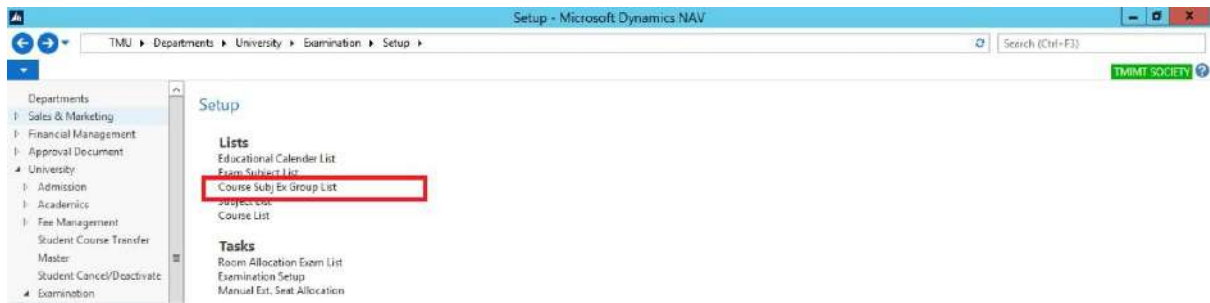 Setup - Microsoft Dynamics NAV
TMU ▸ Departments ▸ University ▸ Examination ▸ Setup ▸
Search (Ctrl+F3)
TMIMT SOCIETY
Departments
Sales & Marketing
Financial Management
Approval Document
University
Admission
Academics
Fee Management
Student Course Transfer
Master
Student Cancel/Deactivate
Examination
Setup
Lists
Educational Calender List
Exam Subject List
Course Subj Ex Group List
Subject List
Course List
Tasks
Room Allocation Exam List
Examination Setup
Manual Ext. Seat Allocation